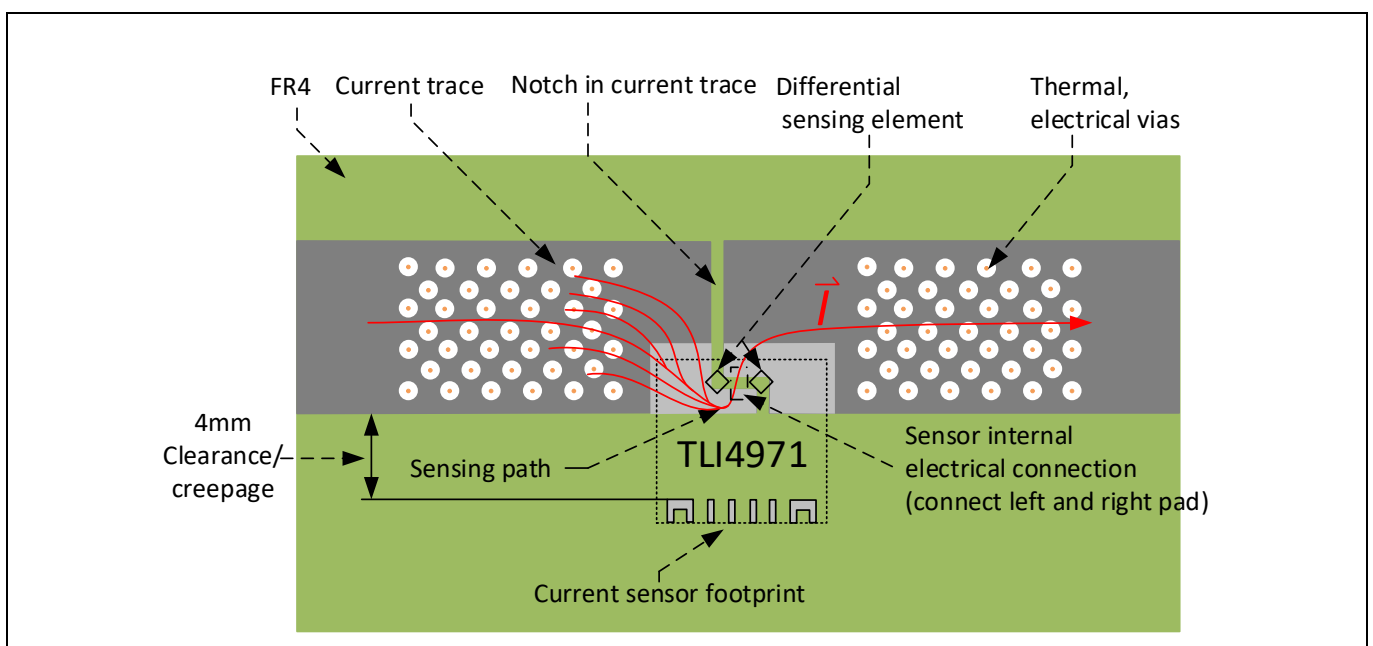 FR4
Current trace
Notch in current trace
Differential
sensing element
Thermal,
electrical vias
i
4mm
Clearance/
creepage
Sensing path
TLI4971
Sensor internal
electrical connection
(connect left and right pad)
Current sensor footprint